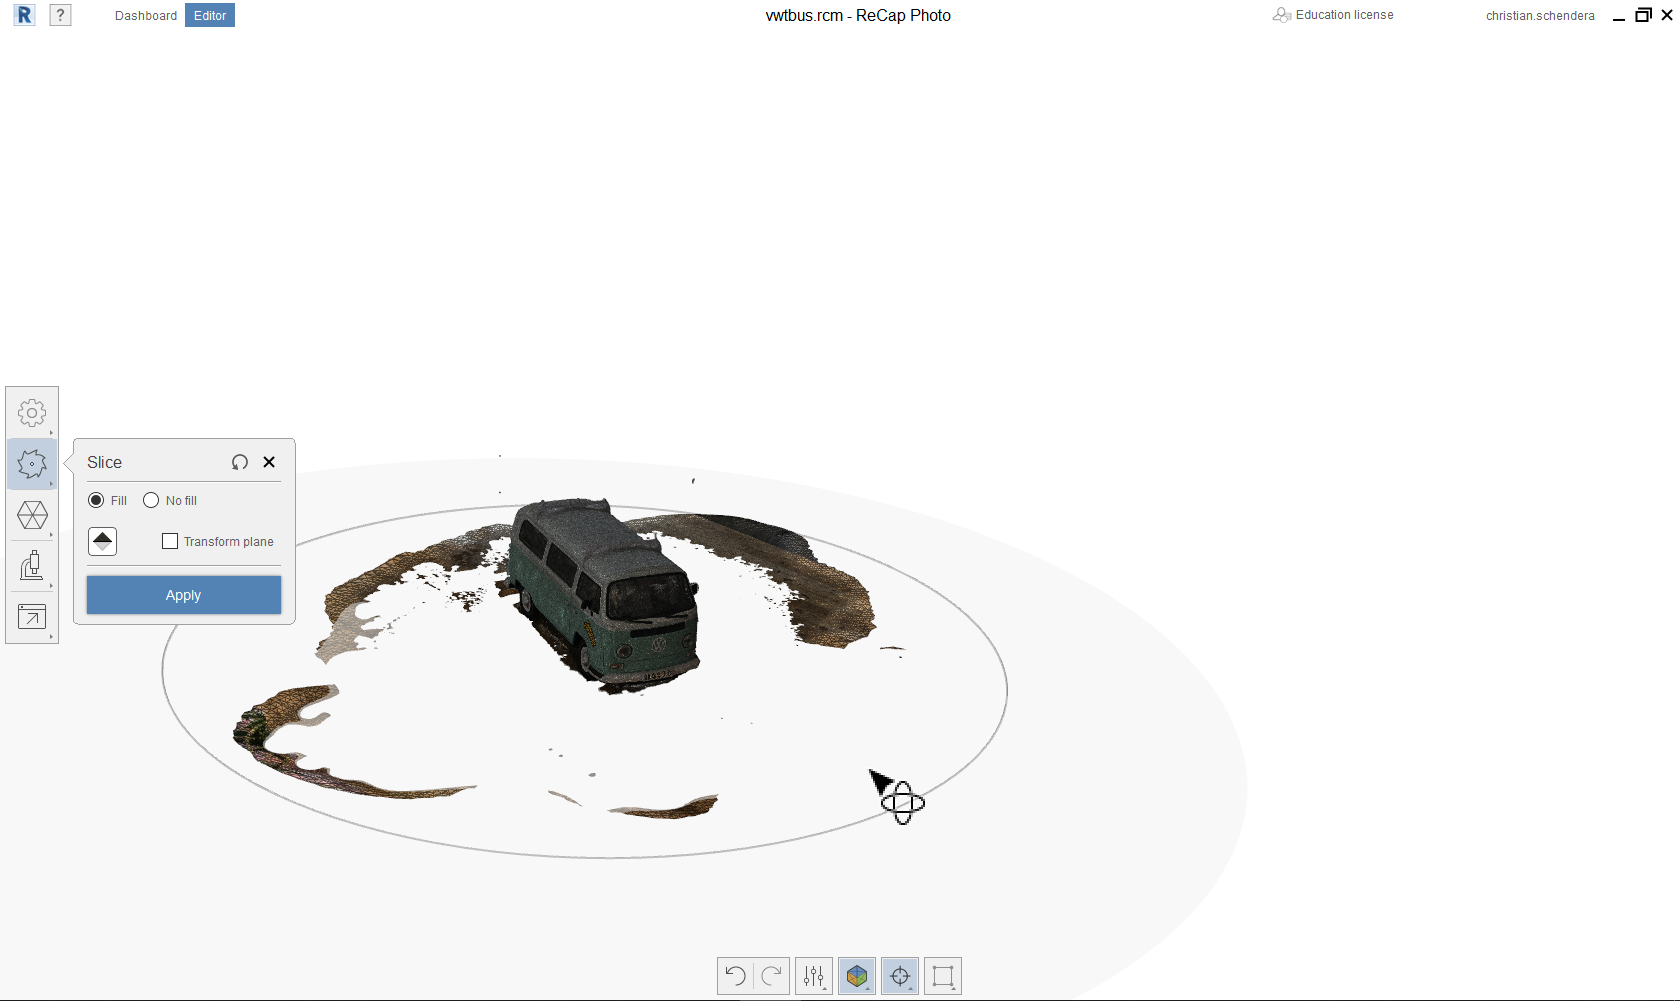 R ? Dashboard Editor vwtbus.rcm - ReCap Photo Education license christian.schendera
Slice
Fill No fill
Transform plane
Apply